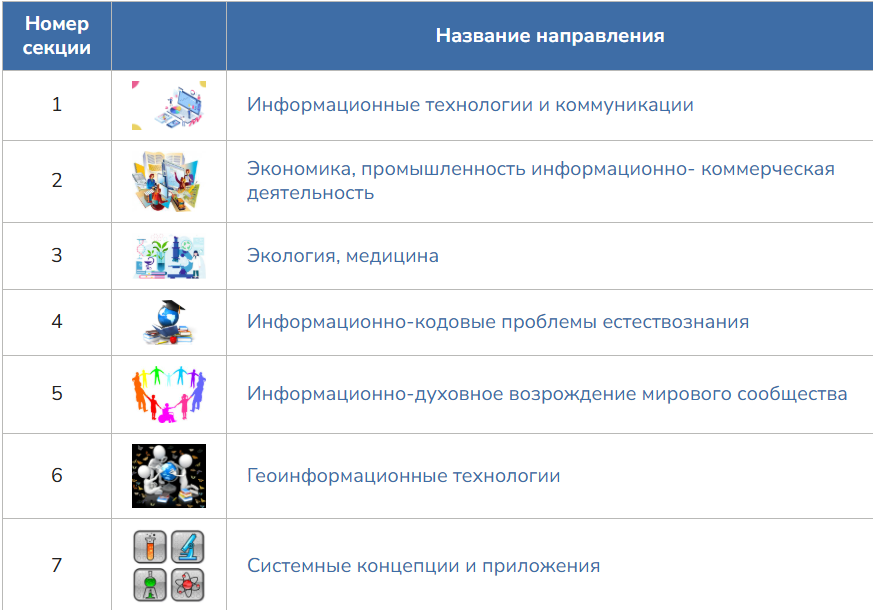 Номер
секции
Название направления
1
Информационные технологии и коммуникации
2
Экономика, промышленность информационно- коммерческая
деятельность
3
Экология, медицина
4
Информационно-кодовые проблемы естествознания
5
Информационно-духовное возрождение мирового сообщества
6
Геоинформационные технологии
7
Системные концепции и приложения